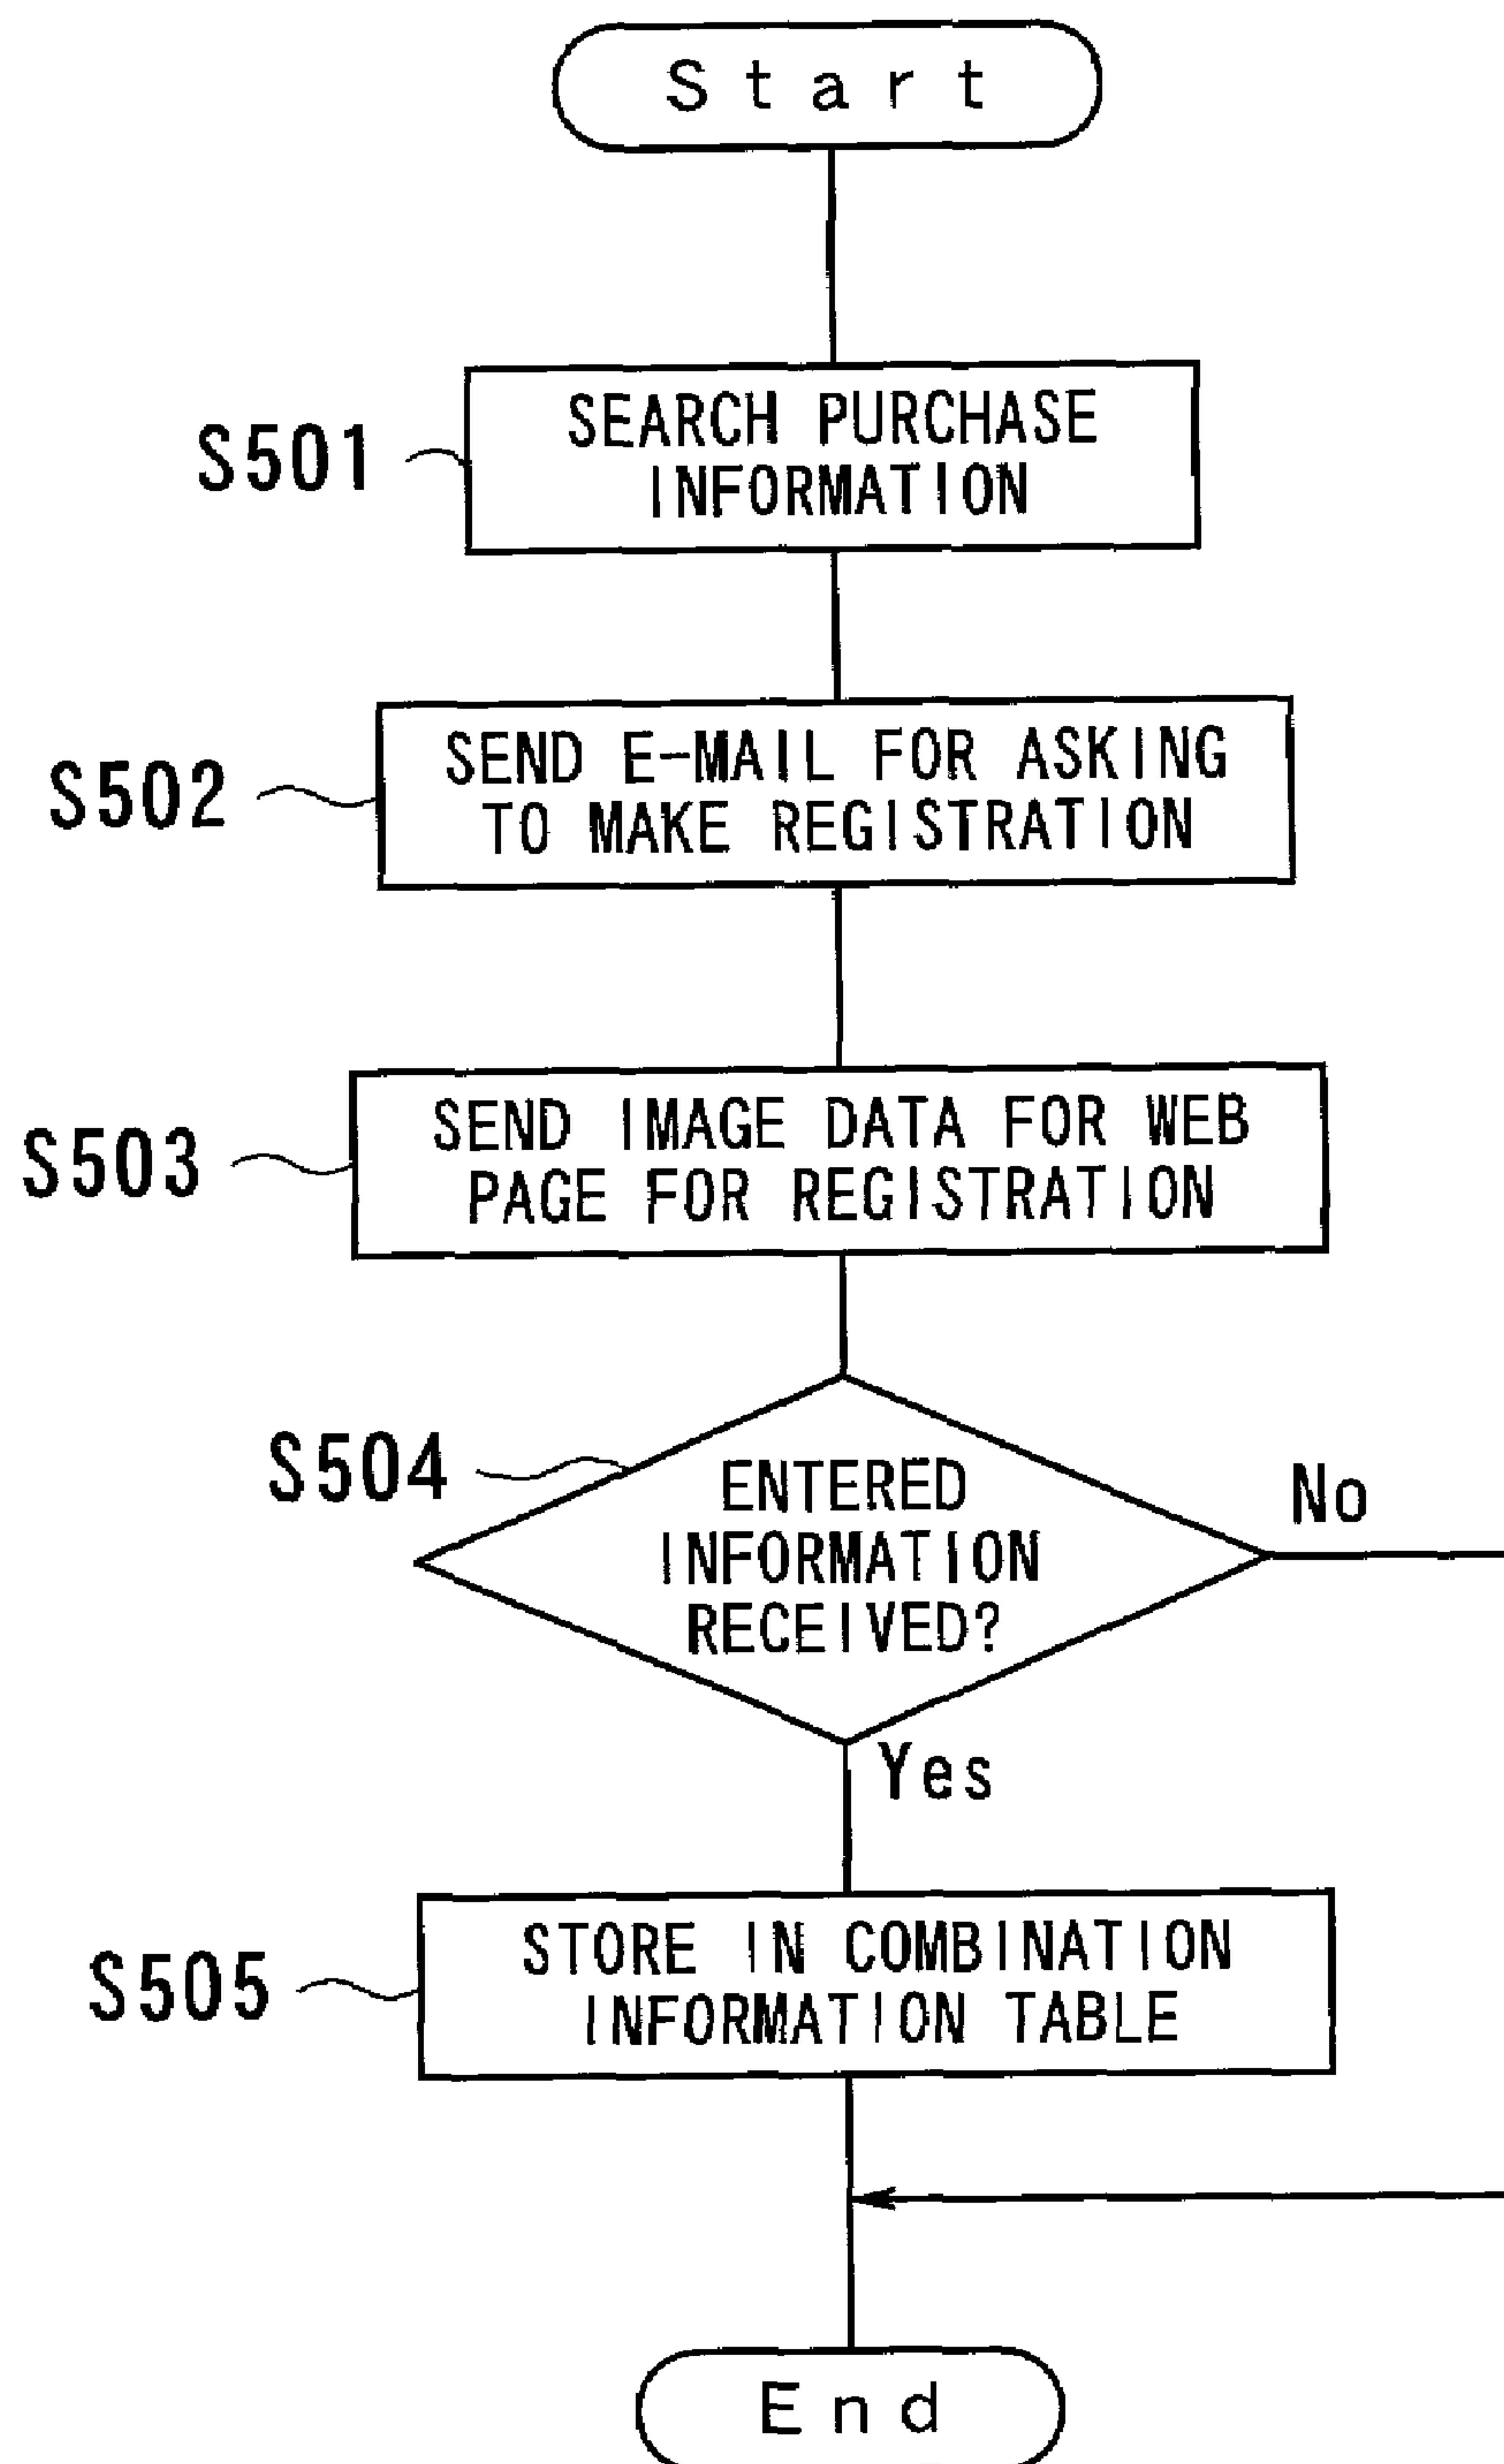 Start
S501
SEARCH PURCHASE
INFORMATION
S502
SEND E-MAIL FOR ASKING
TO MAKE REGISTRATION
S503
SEND IMAGE DATA FOR WEB
PAGE FOR REGISTRATION
S504
ENTERED
INFORMATION
RECEIVED?
No
Yes
S505
STORE IN COMBINATION
INFORMATION TABLE
End